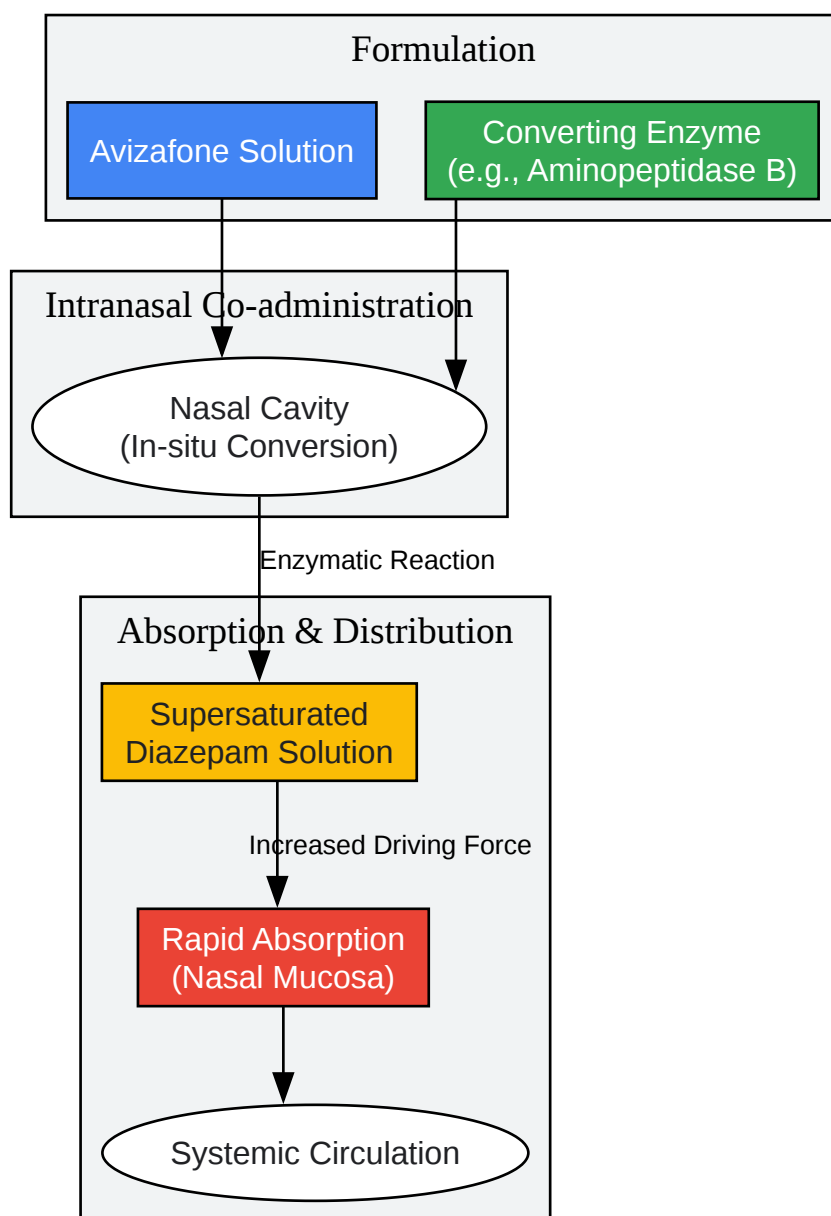 Formulation
Avizafone Solution
Converting Enzyme
(e.g., Aminopeptidase B)
Intranasal Co-administration
Nasal Cavity
(In-situ Conversion)
Enzymatic Reaction
Absorption & Distribution
Supersaturated
Diazepam Solution
Increased Driving Force
Rapid Absorption
(Nasal Mucosa)
Systemic Circulation